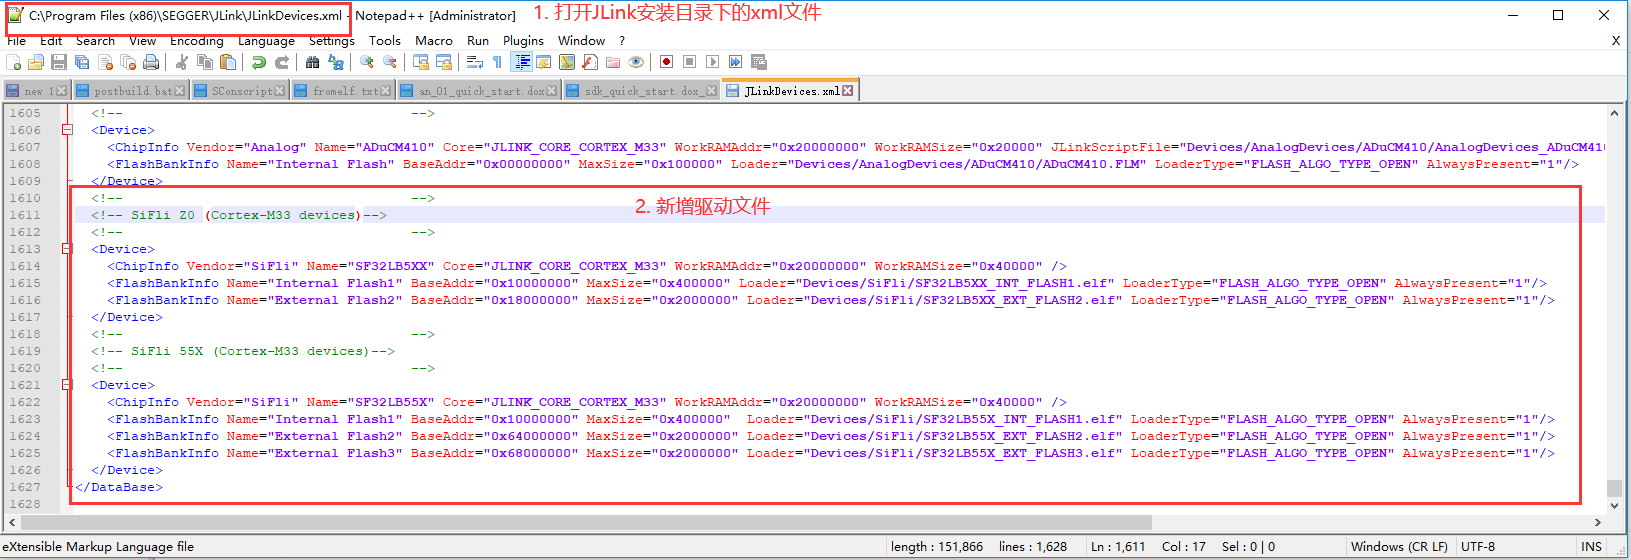 C:\Program Files (x86)\SEGGER\JLink\JLinkDevices.xml - Notepad++ [Administrator]
1. 打开JLink安装目录下的xml文件
File Edit Search View Encoding Language Settings Tools Macro Run Plugins Window ? X
new 1 postbuild.bat SConscript fromelf.txt an_01_quick_start.dox sdk_quick_start.dox_ JLinkDevices.xml
1605 <!-- -->
1606 <Device>
1607 <ChipInfo Vendor="Analog" Name="ADuCM410" Core="JLINK_CORE_CORTEX_M33" WorkRAMAddr="0x20000000" WorkRAMSize="0x20000" JLinkScriptFile="Devices/AnalogDevices/ADuCM410/AnalogDevices_ADuCM410
1608 <FlashBankInfo Name="Internal Flash" BaseAddr="0x00000000" MaxSize="0x100000" Loader="Devices/AnalogDevices/ADuCM410/ADuCM410.FLM" LoaderType="FLASH_ALGO_TYPE_OPEN" AlwaysPresent="1"/>
1609 </Device>
1610 <!-- -->
2. 新增驱动文件
1611 <!-- SiFli Z0 (Cortex-M33 devices)-->
1612 <!-- -->
1613 <Device>
1614 <ChipInfo Vendor="SiFli" Name="SF32LB5XX" Core="JLINK_CORE_CORTEX_M33" WorkRAMAddr="0x20000000" WorkRAMSize="0x40000" />
1615 <FlashBankInfo Name="Internal Flash1" BaseAddr="0x10000000" MaxSize="0x400000" Loader="Devices/SiFli/SF32LB5XX_INT_FLASH1.elf" LoaderType="FLASH_ALGO_TYPE_OPEN" AlwaysPresent="1"/>
1616 <FlashBankInfo Name="External Flash2" BaseAddr="0x18000000" MaxSize="0x2000000" Loader="Devices/SiFli/SF32LB5XX_EXT_FLASH2.elf" LoaderType="FLASH_ALGO_TYPE_OPEN" AlwaysPresent="1"/>
1617 </Device>
1618 <!-- -->
1619 <!-- SiFli 55X (Cortex-M33 devices)-->
1620 <!-- -->
1621 <Device>
1622 <ChipInfo Vendor="SiFli" Name="SF32LB55X" Core="JLINK_CORE_CORTEX_M33" WorkRAMAddr="0x20000000" WorkRAMSize="0x40000" />
1623 <FlashBankInfo Name="Internal Flash1" BaseAddr="0x10000000" MaxSize="0x400000" Loader="Devices/SiFli/SF32LB55X_INT_FLASH1.elf" LoaderType="FLASH_ALGO_TYPE_OPEN" AlwaysPresent="1"/>
1624 <FlashBankInfo Name="External Flash2" BaseAddr="0x64000000" MaxSize="0x2000000" Loader="Devices/SiFli/SF32LB55X_EXT_FLASH2.elf" LoaderType="FLASH_ALGO_TYPE_OPEN" AlwaysPresent="1"/>
1625 <FlashBankInfo Name="External Flash3" BaseAddr="0x68000000" MaxSize="0x2000000" Loader="Devices/SiFli/SF32LB55X_EXT_FLASH3.elf" LoaderType="FLASH_ALGO_TYPE_OPEN" AlwaysPresent="1"/>
1626 </Device>
1627 </DataBase>
1628
eXtensible Markup Language file length : 151,866 lines : 1,628 Ln : 1,611 Col : 17 Sel : 0 | 0 Windows (CR LF) UTF-8 INS